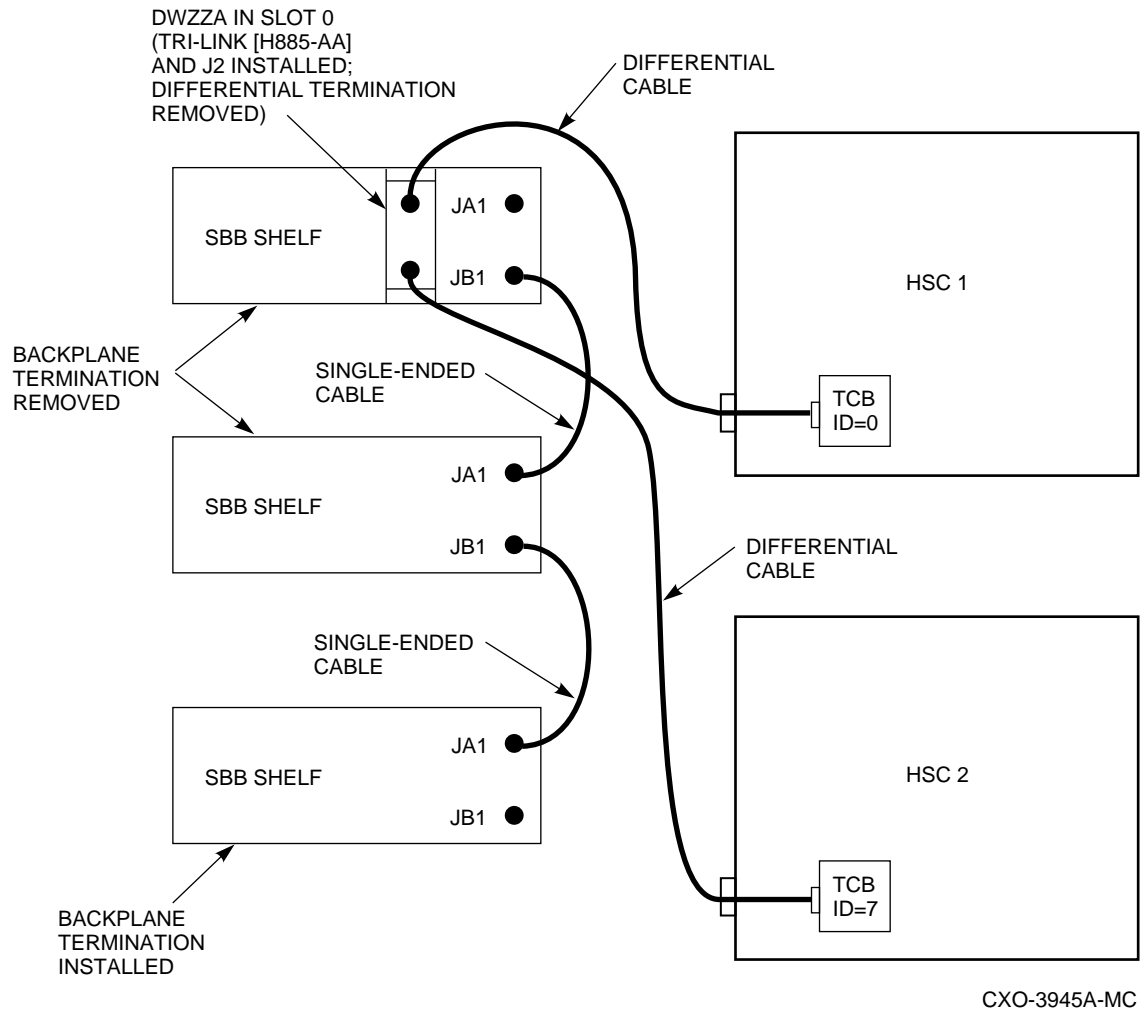 DWZZA IN SLOT 0
(TRI-LINK [H885-AA]
AND J2 INSTALLED;
DIFFERENTIAL TERMINATION
REMOVED)
DIFFERENTIAL
CABLE
SBB SHELF
JA1
JB1
HSC 1
TCB
ID=0
BACKPLANE
TERMINATION
REMOVED
SINGLE-ENDED
CABLE
SBB SHELF
JA1
JB1
DIFFERENTIAL
CABLE
SINGLE-ENDED
CABLE
SBB SHELF
JA1
JB1
HSC 2
TCB
ID=7
BACKPLANE
TERMINATION
INSTALLED
CXO-3945A-MC